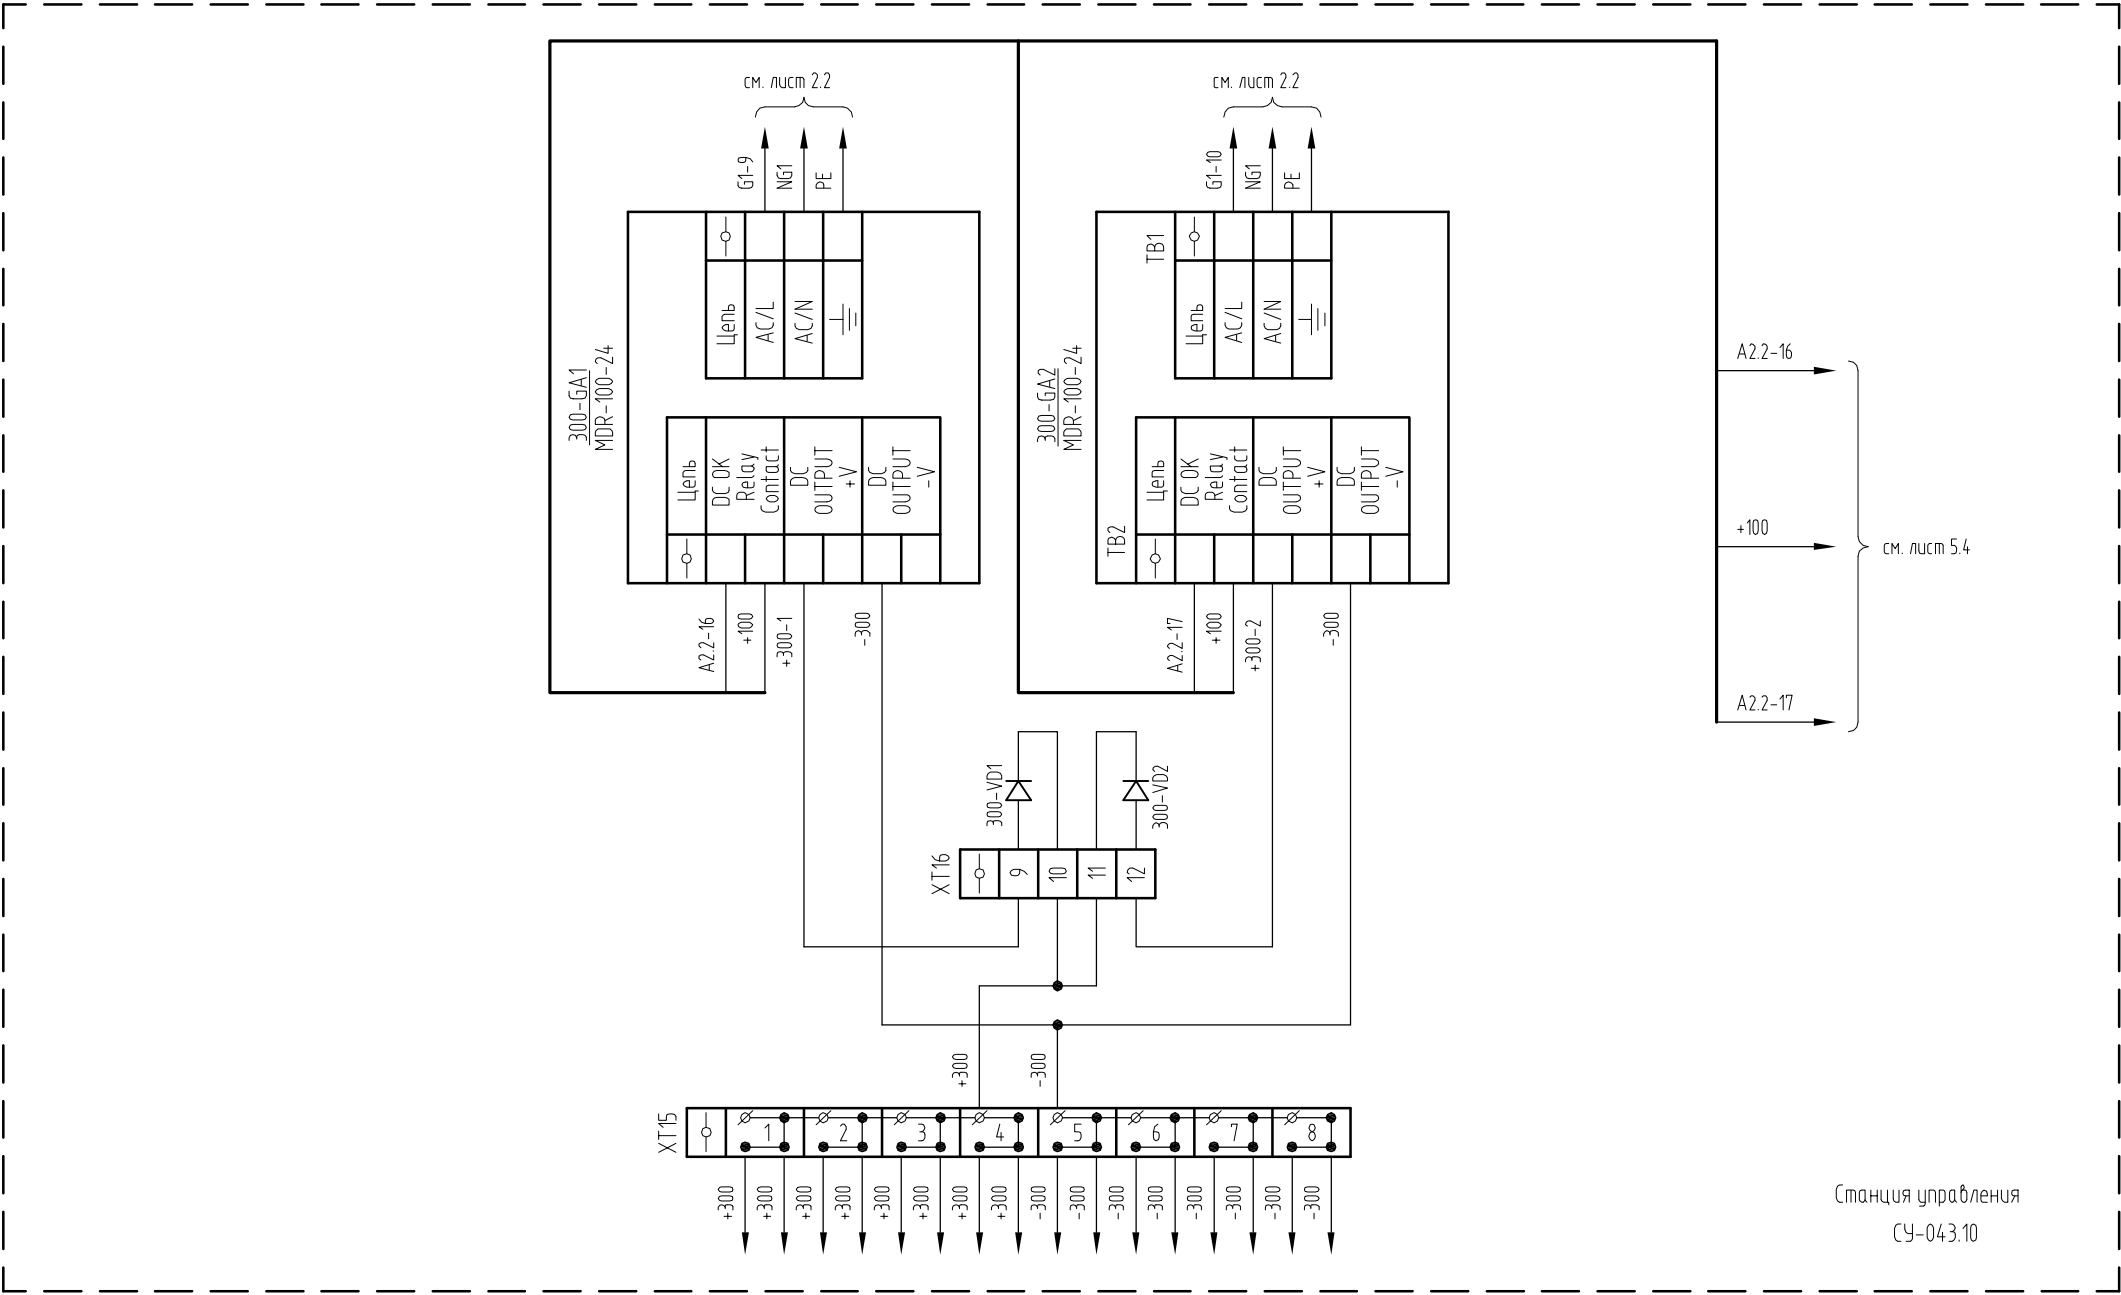 см. лист 2.2
см. лист 2.2
G1-9
NG1
PE
G1-10
NG1
PE
300-GA1
MDR-100-24
Цепь
AC/L
AC/N
Цепь
DC OK
Relay
Contact
DC
OUTPUT
+V
DC
OUTPUT
-V
300-GA2
MDR-100-24
TB1
Цепь
AC/L
AC/N
TB2
Цепь
DC OK
Relay
Contact
DC
OUTPUT
+V
DC
OUTPUT
-V
A2.2-16
+100
A2.2-17
см. лист 5.4
A2.2-16
+100
+300-1
-300
A2.2-17
+100
+300-2
-300
300-VD1
300-VD2
XT16
9
10
11
12
+300
-300
XT15
1
2
3
4
5
6
7
8
+300
+300
+300
+300
+300
+300
+300
+300
-300
-300
-300
-300
-300
-300
-300
-300
Станция управления
СУ-043.10